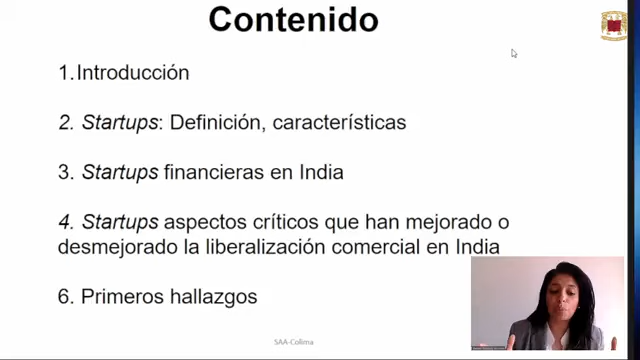 Contenido
1.Introducción
2. Startups: Definición, características
3. Startups financieras en India
4. Startups aspectos críticos que han mejorado o
desmejorado la liberalización comercial en India
6. Primeros hallazgos
SAA-Colima